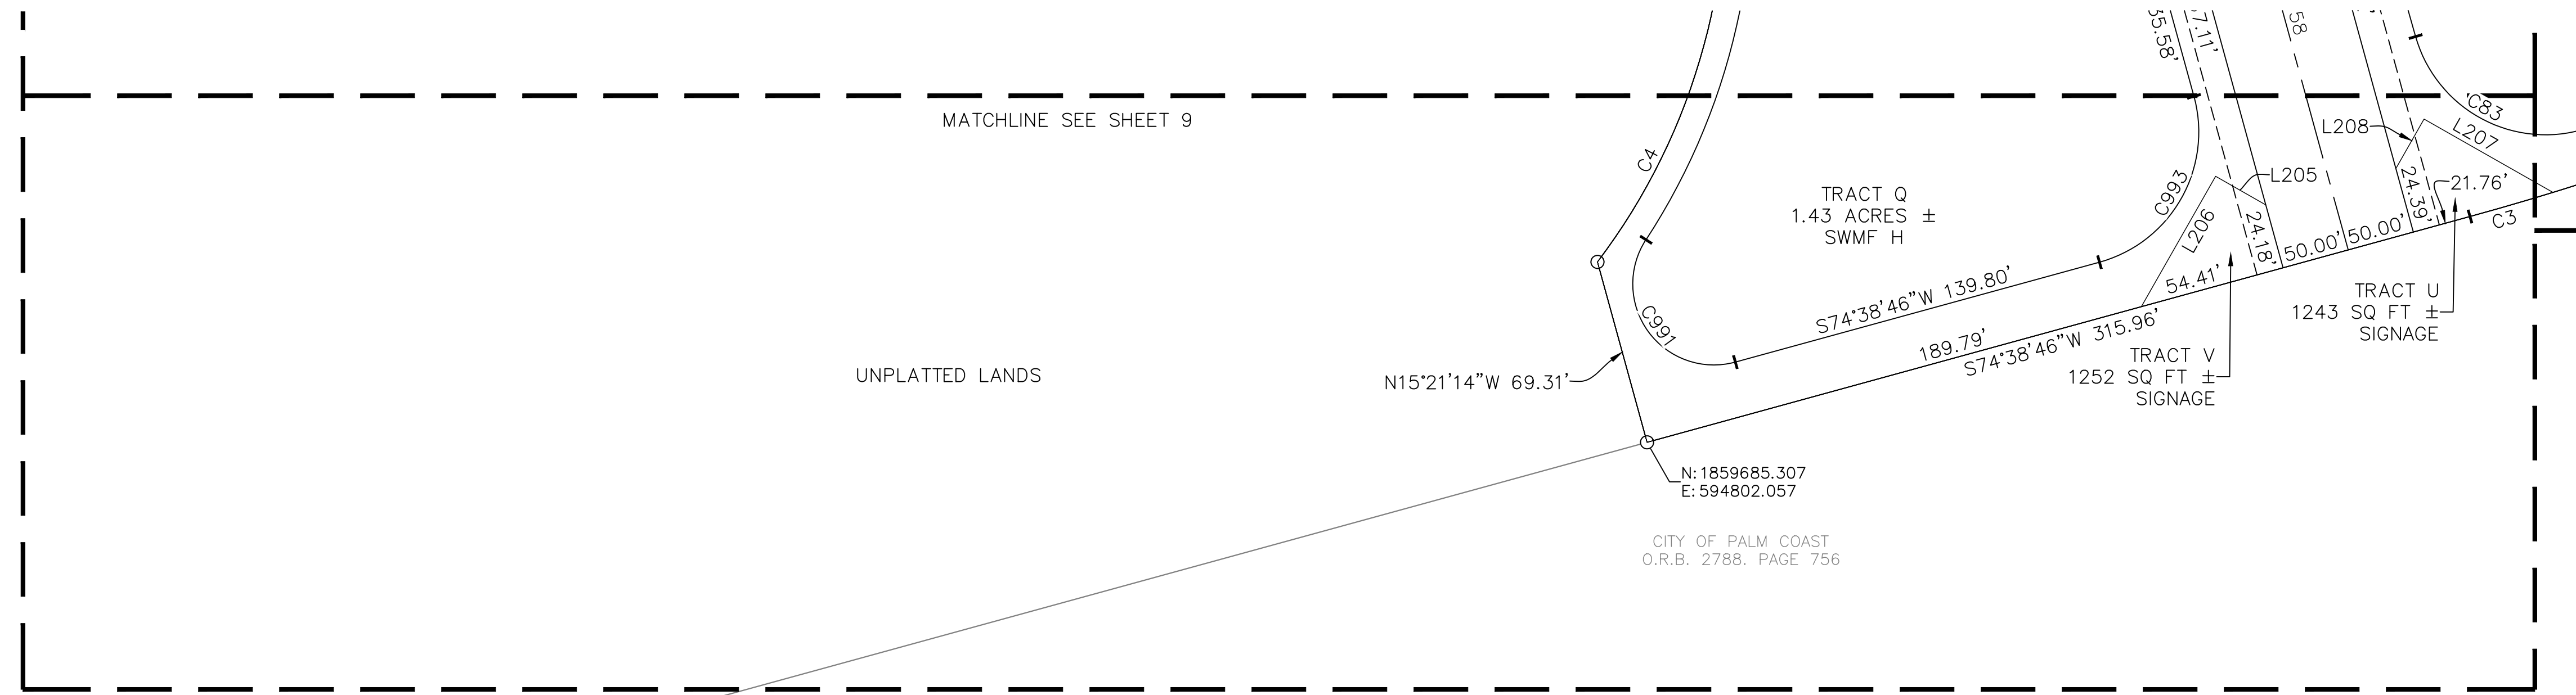 MATCHLINE SEE SHEET 9
C4
TRACT Q
1.43 ACRES ±
SWMF H
C993
C991
S74°38'46"W 139.80'
189.79'
S74°38'46"W 315.96'
54.41'
50.00'
50.00'
24.18'
24.39'
21.76'
L205
L206
L207
L208
C83
C3
7.11'
58
TRACT U
1243 SQ FT ±
SIGNAGE
TRACT V
1252 SQ FT ±
SIGNAGE
UNPLATTED LANDS
N15°21'14"W 69.31'
N:1859685.307
E:594802.057
CITY OF PALM COAST
O.R.B. 2788. PAGE 756